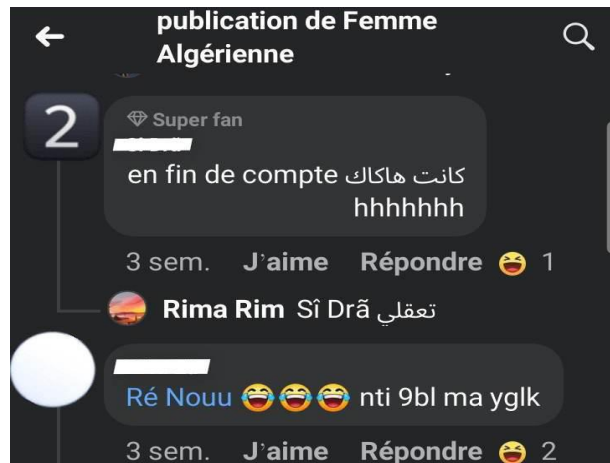 publication de Femme
Algérienne
2
Super fan
كانت هاكاك en fin de compte
hhhhhhh
3 sem. J'aime Répondre 😆 1
Rima Rim Sî Drã تعقلي
Ré Nouu 😂😂😂 nti 9bl ma yglk
3 sem. J'aime Répondre 😆 2